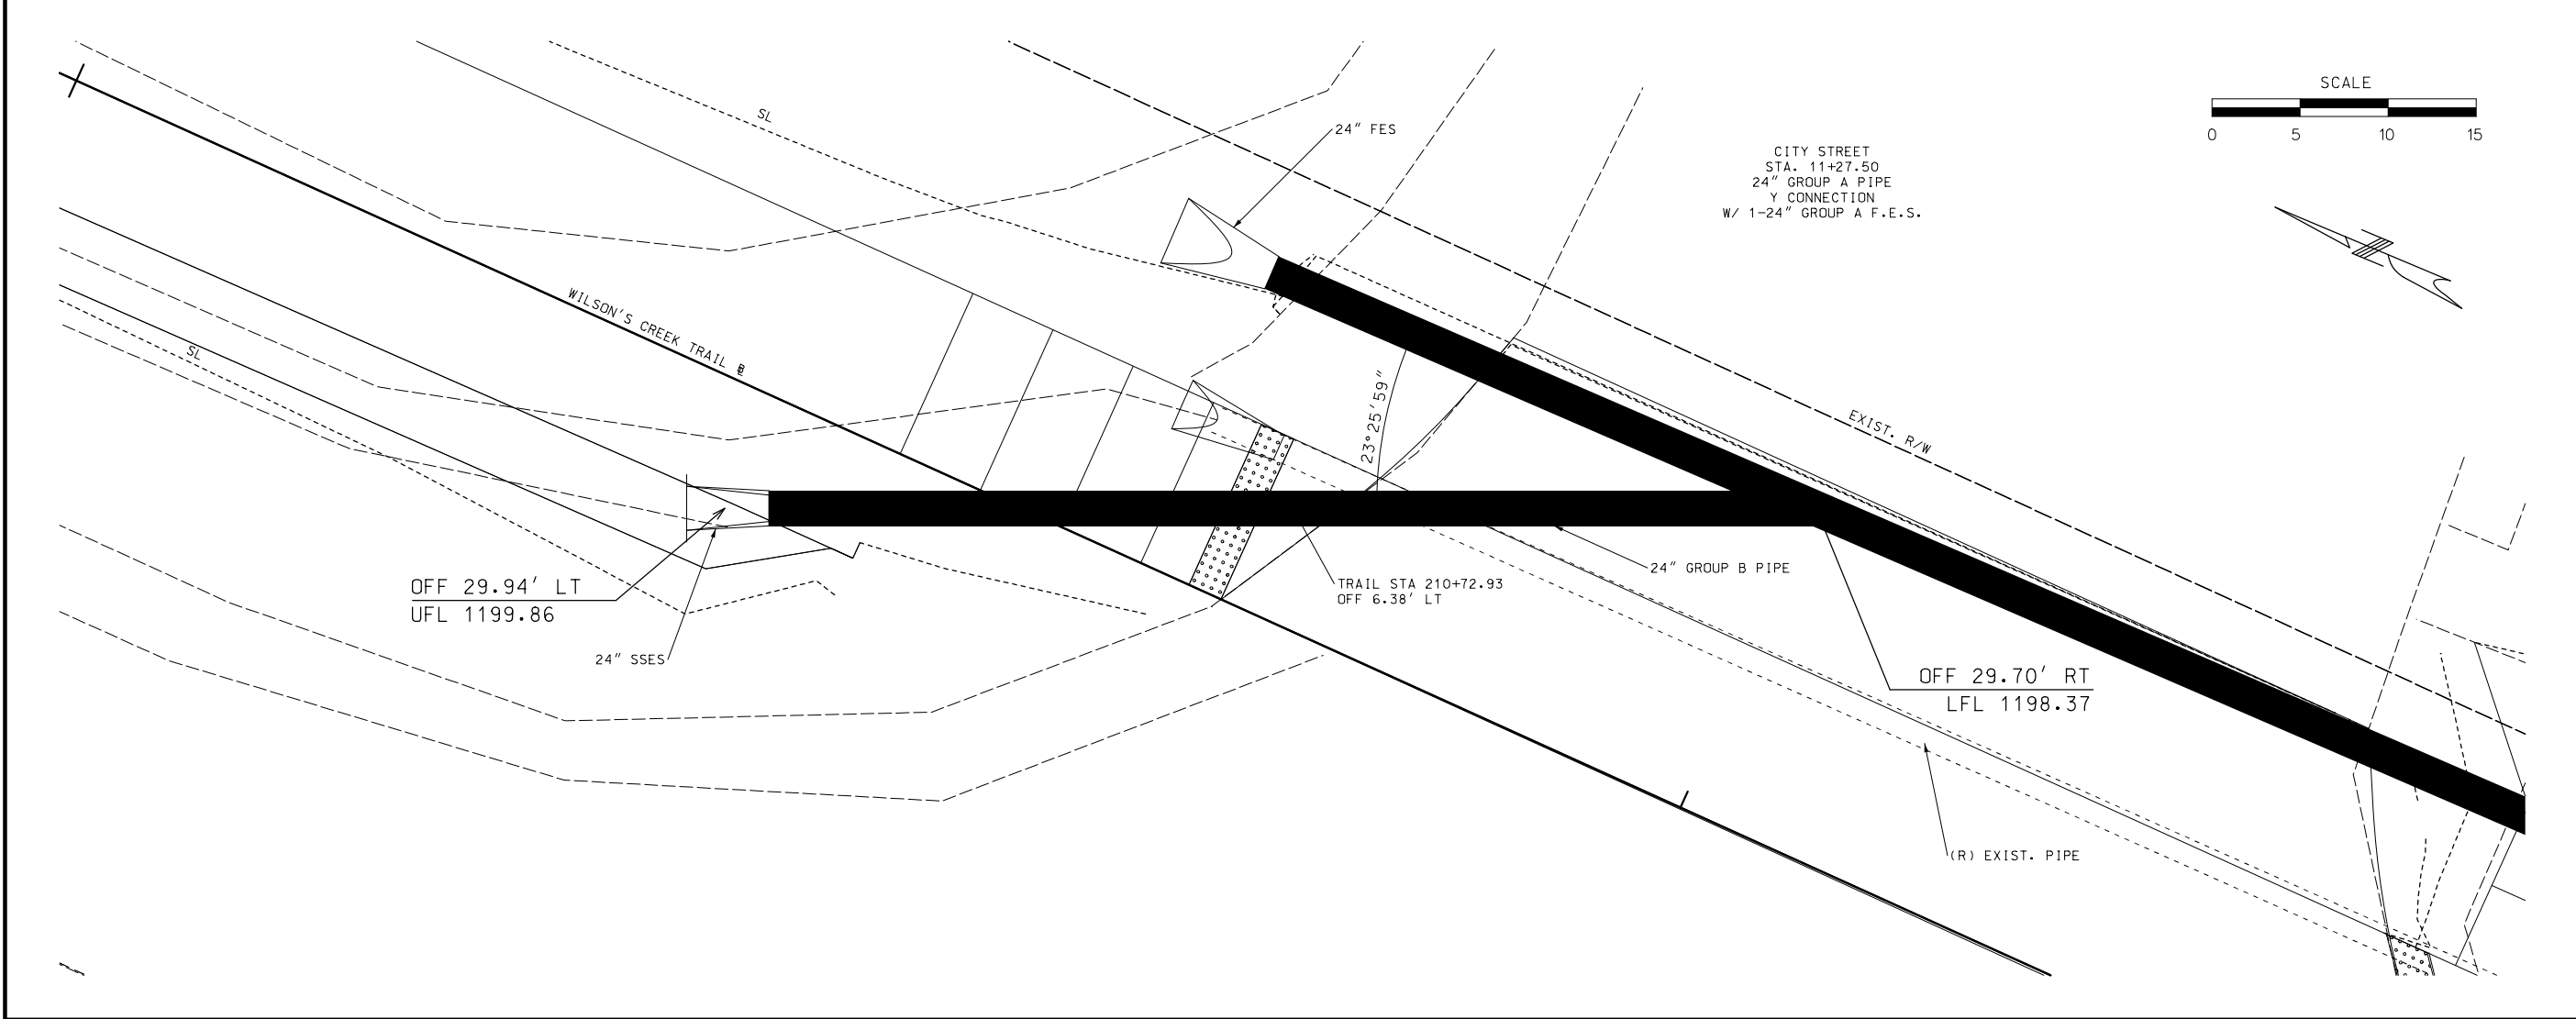 SCALE
0 5 10 15
SL
24" FES
CITY STREET
STA. 11+27.50
24" GROUP A PIPE
Y CONNECTION
W/ 1-24" GROUP A F.E.S.
WILSON'S CREEK TRAIL ℄
SL
23°25'59"
EXIST. R/W
OFF 29.94' LT
UFL 1199.86
24" SSES
TRAIL STA 210+72.93
OFF 6.38' LT
24" GROUP B PIPE
OFF 29.70' RT
LFL 1198.37
(R) EXIST. PIPE